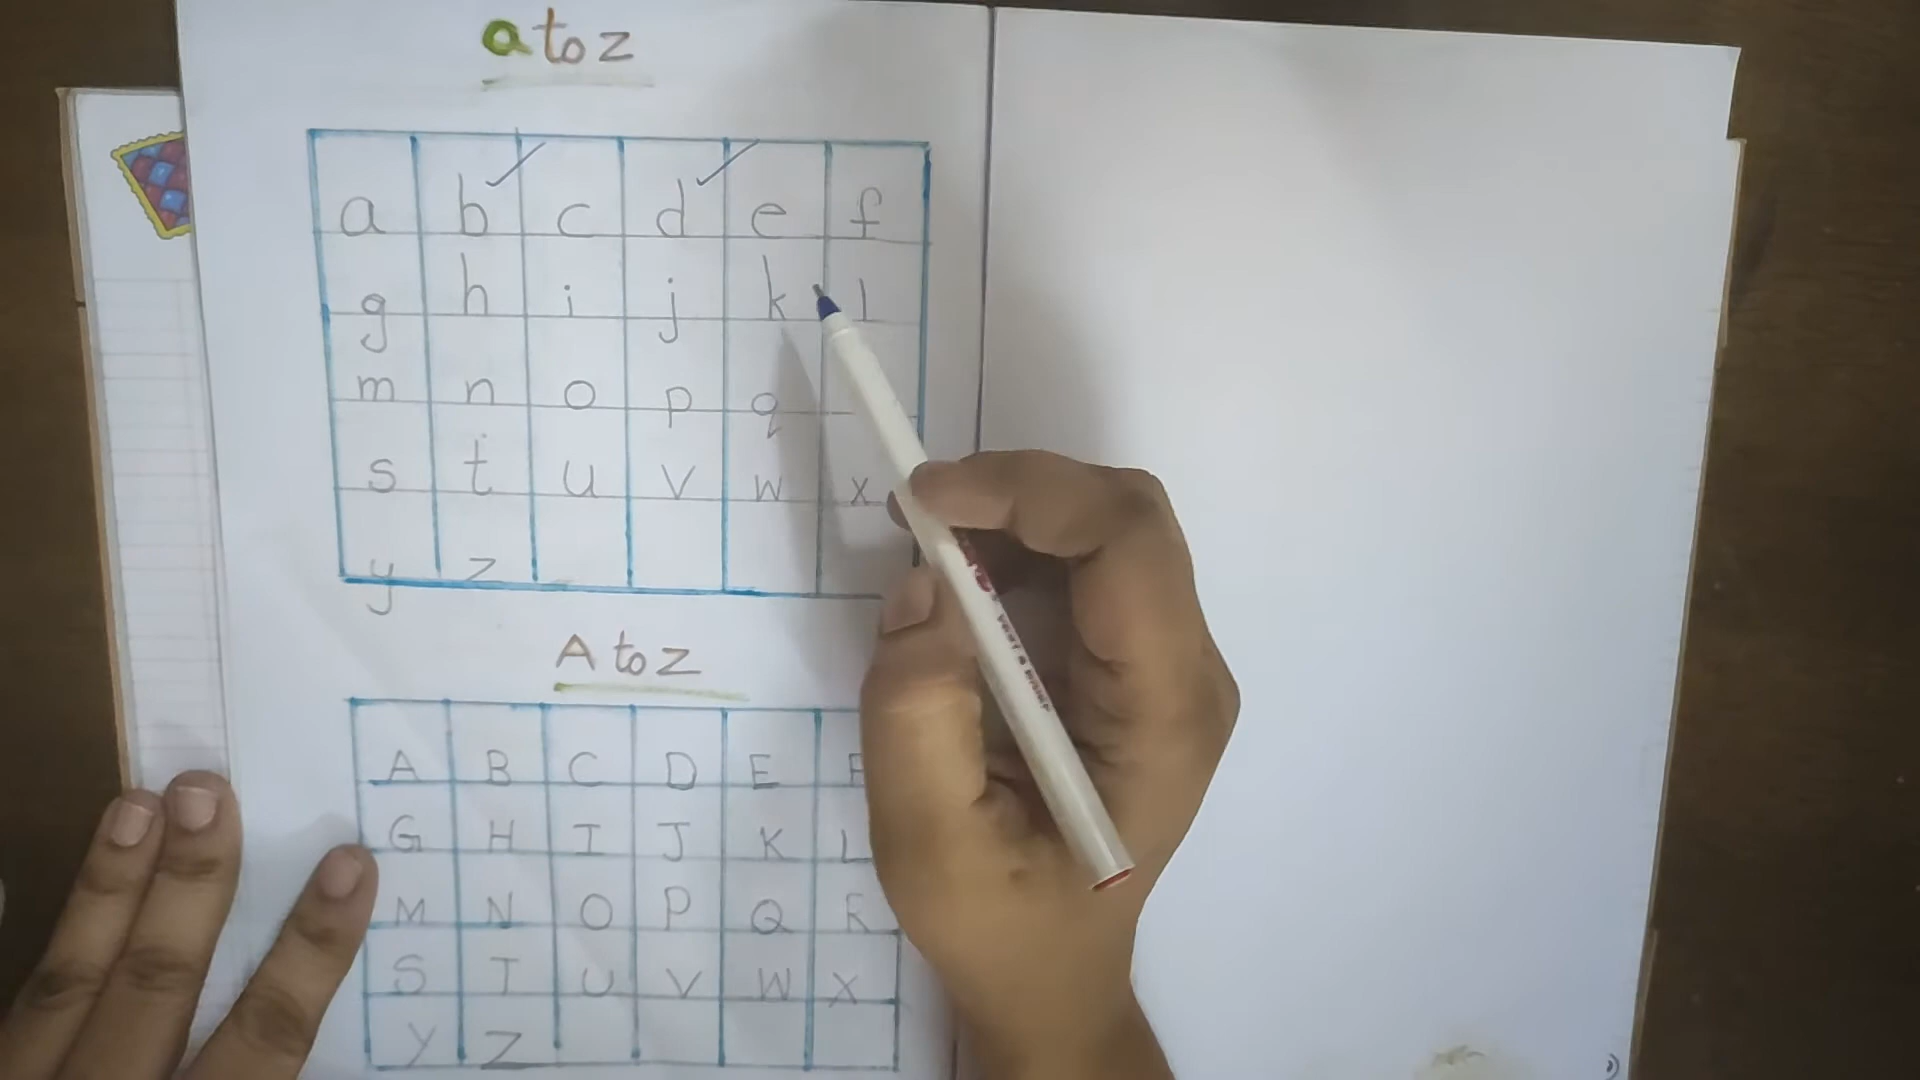 a to z
a b c d e f
g h i j k l
m n o p q
s t u v w x
y z
A to Z
A B C D E F
G H I J K L
M N O P Q R
S T U V W X
Y Z